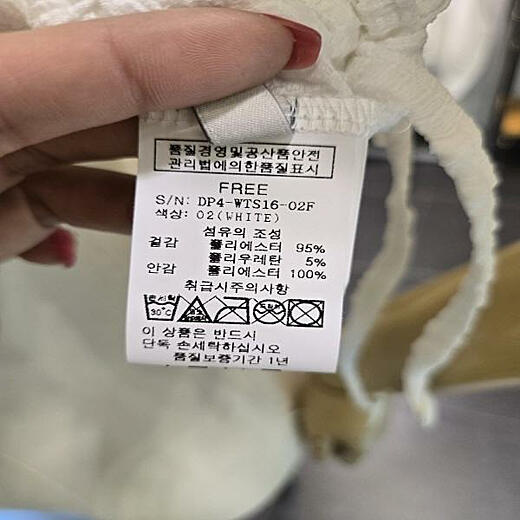 품질경영및공산품안전
관리법에의한품질표시
FREE
S/N: DP4-WTS16-02F
색상: 02(WHITE)
섬유의 조성
겉감 폴리에스터 95%
폴리우레탄 5%
안감 폴리에스터 100%
취급시주의사항
30°C
이 상품은 반드시
단독 손세탁하십시오
품질보증기간 1년